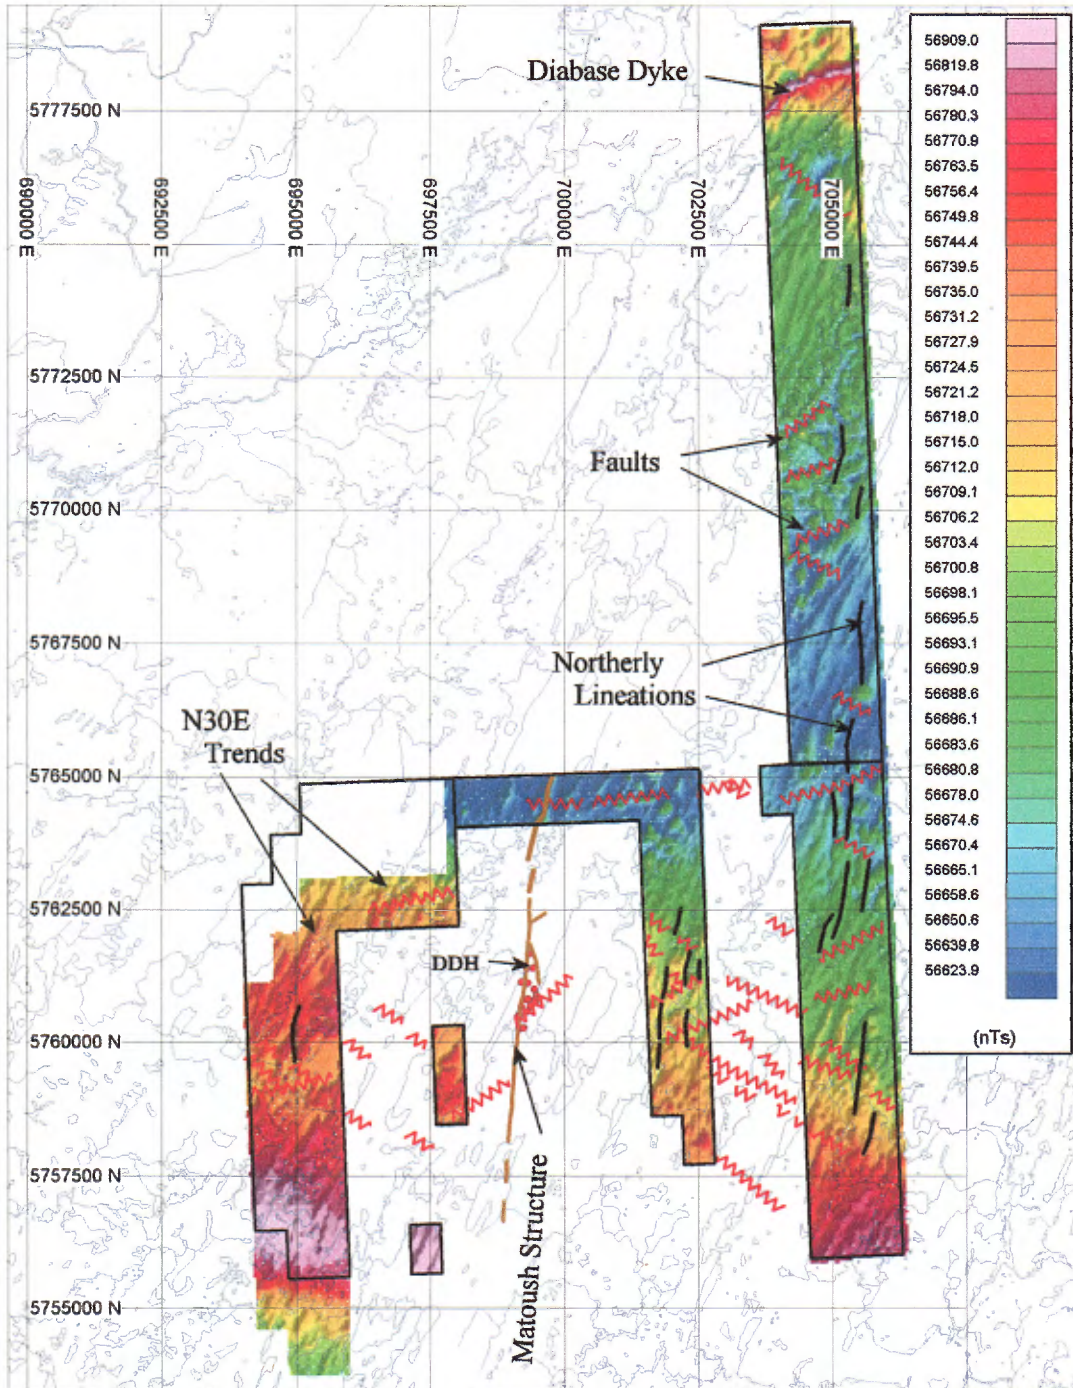 Diabase Dyke
5777500 N
690000 E
692500 E
695000 E
697500 E
700000 E
702500 E
705000 E
5772500 N
Faults
5770000 N
5767500 N
Northerly
Lineations
N30E
Trends
5765000 N
5762500 N
DDH
5760000 N
5757500 N
Matoush Structure
5755000 N
56909.0
56819.8
56794.0
56780.3
56770.9
56763.5
56756.4
56749.8
56744.4
56739.5
56735.0
56731.2
56727.9
56724.5
56721.2
56718.0
56715.0
56712.0
56709.1
56706.2
56703.4
56700.8
56698.1
56695.5
56693.1
56690.9
56688.6
56686.1
56683.6
56680.8
56678.0
56674.6
56670.4
56665.1
56658.6
56650.6
56639.8
56623.9
(nTs)